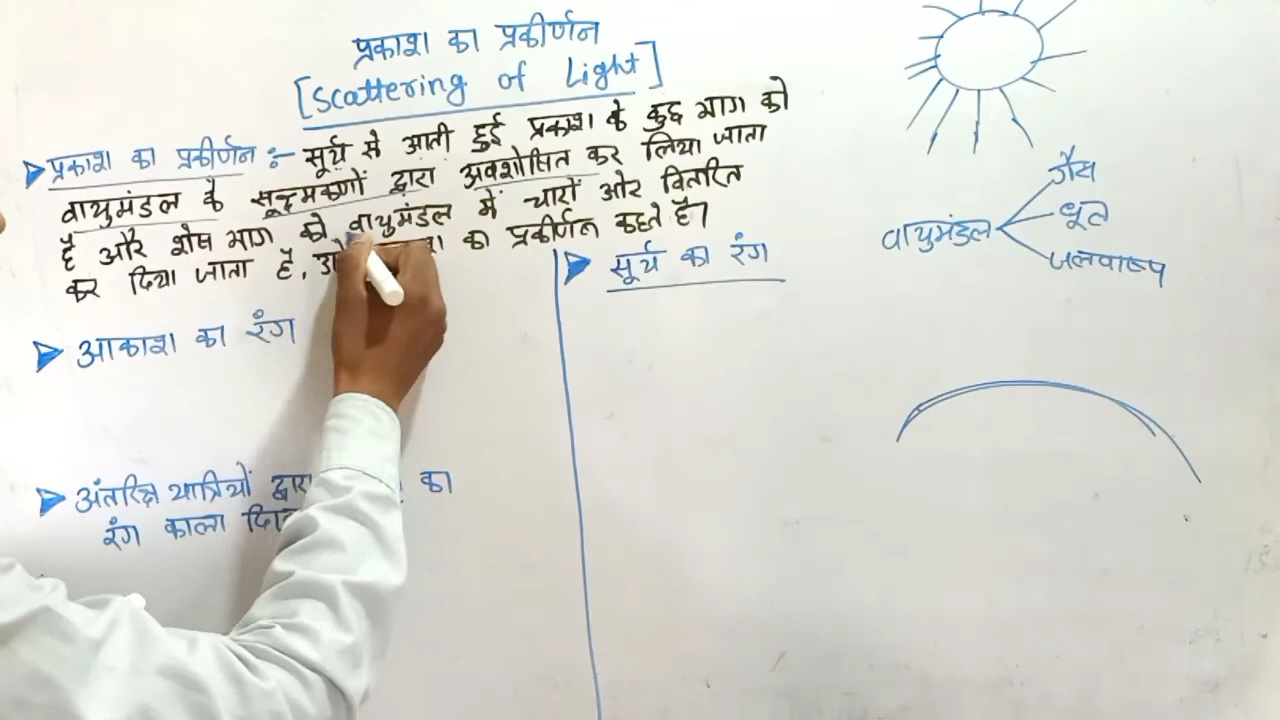 प्रकाश का प्रकीर्णन
[Scattering of Light]
प्रकाश का प्रकीर्णन :- सूर्य से आती हुई प्रकाश के कुछ भाग को
वायुमंडल के सूक्ष्मकणों द्वारा अवशोषित कर लिया जाता
है और शेष भाग को वायुमंडल में चारों ओर वितरित
कर दिया जाता है, का प्रकीर्णन कहते हैं।
आकाश का रंग
अंतरिक्ष यात्रियों द्वारा का
रंग काला
सूर्य का रंग
वायुमंडल
गैस
धूल
जलवाष्प